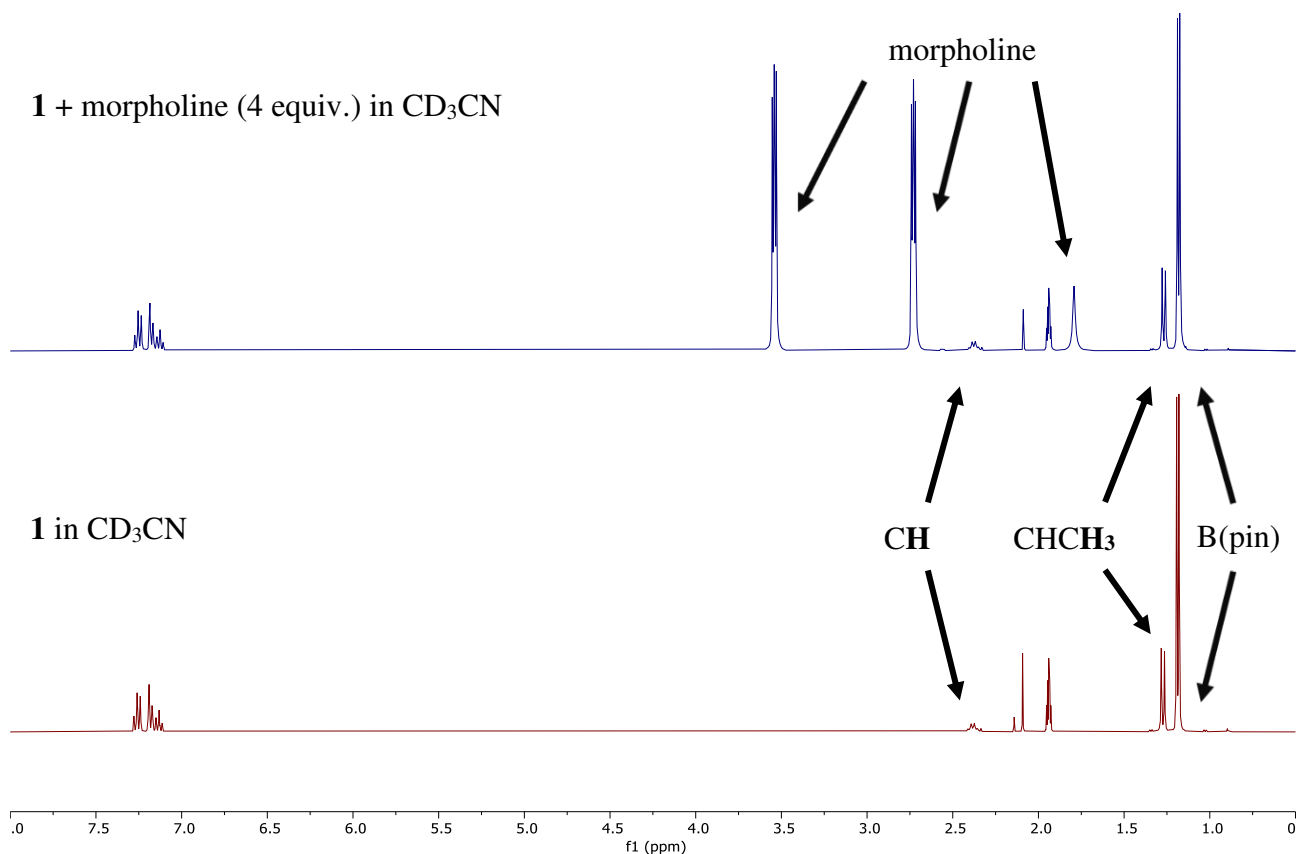 morpholine
1 + morpholine (4 equiv.) in CD₃CN
1 in CD₃CN
CH
CHCH₃
B(pin)
.0 7.5 7.0 6.5 6.0 5.5 5.0 4.5 4.0 3.5 3.0 2.5 2.0 1.5 1.0 0
f1 (ppm)